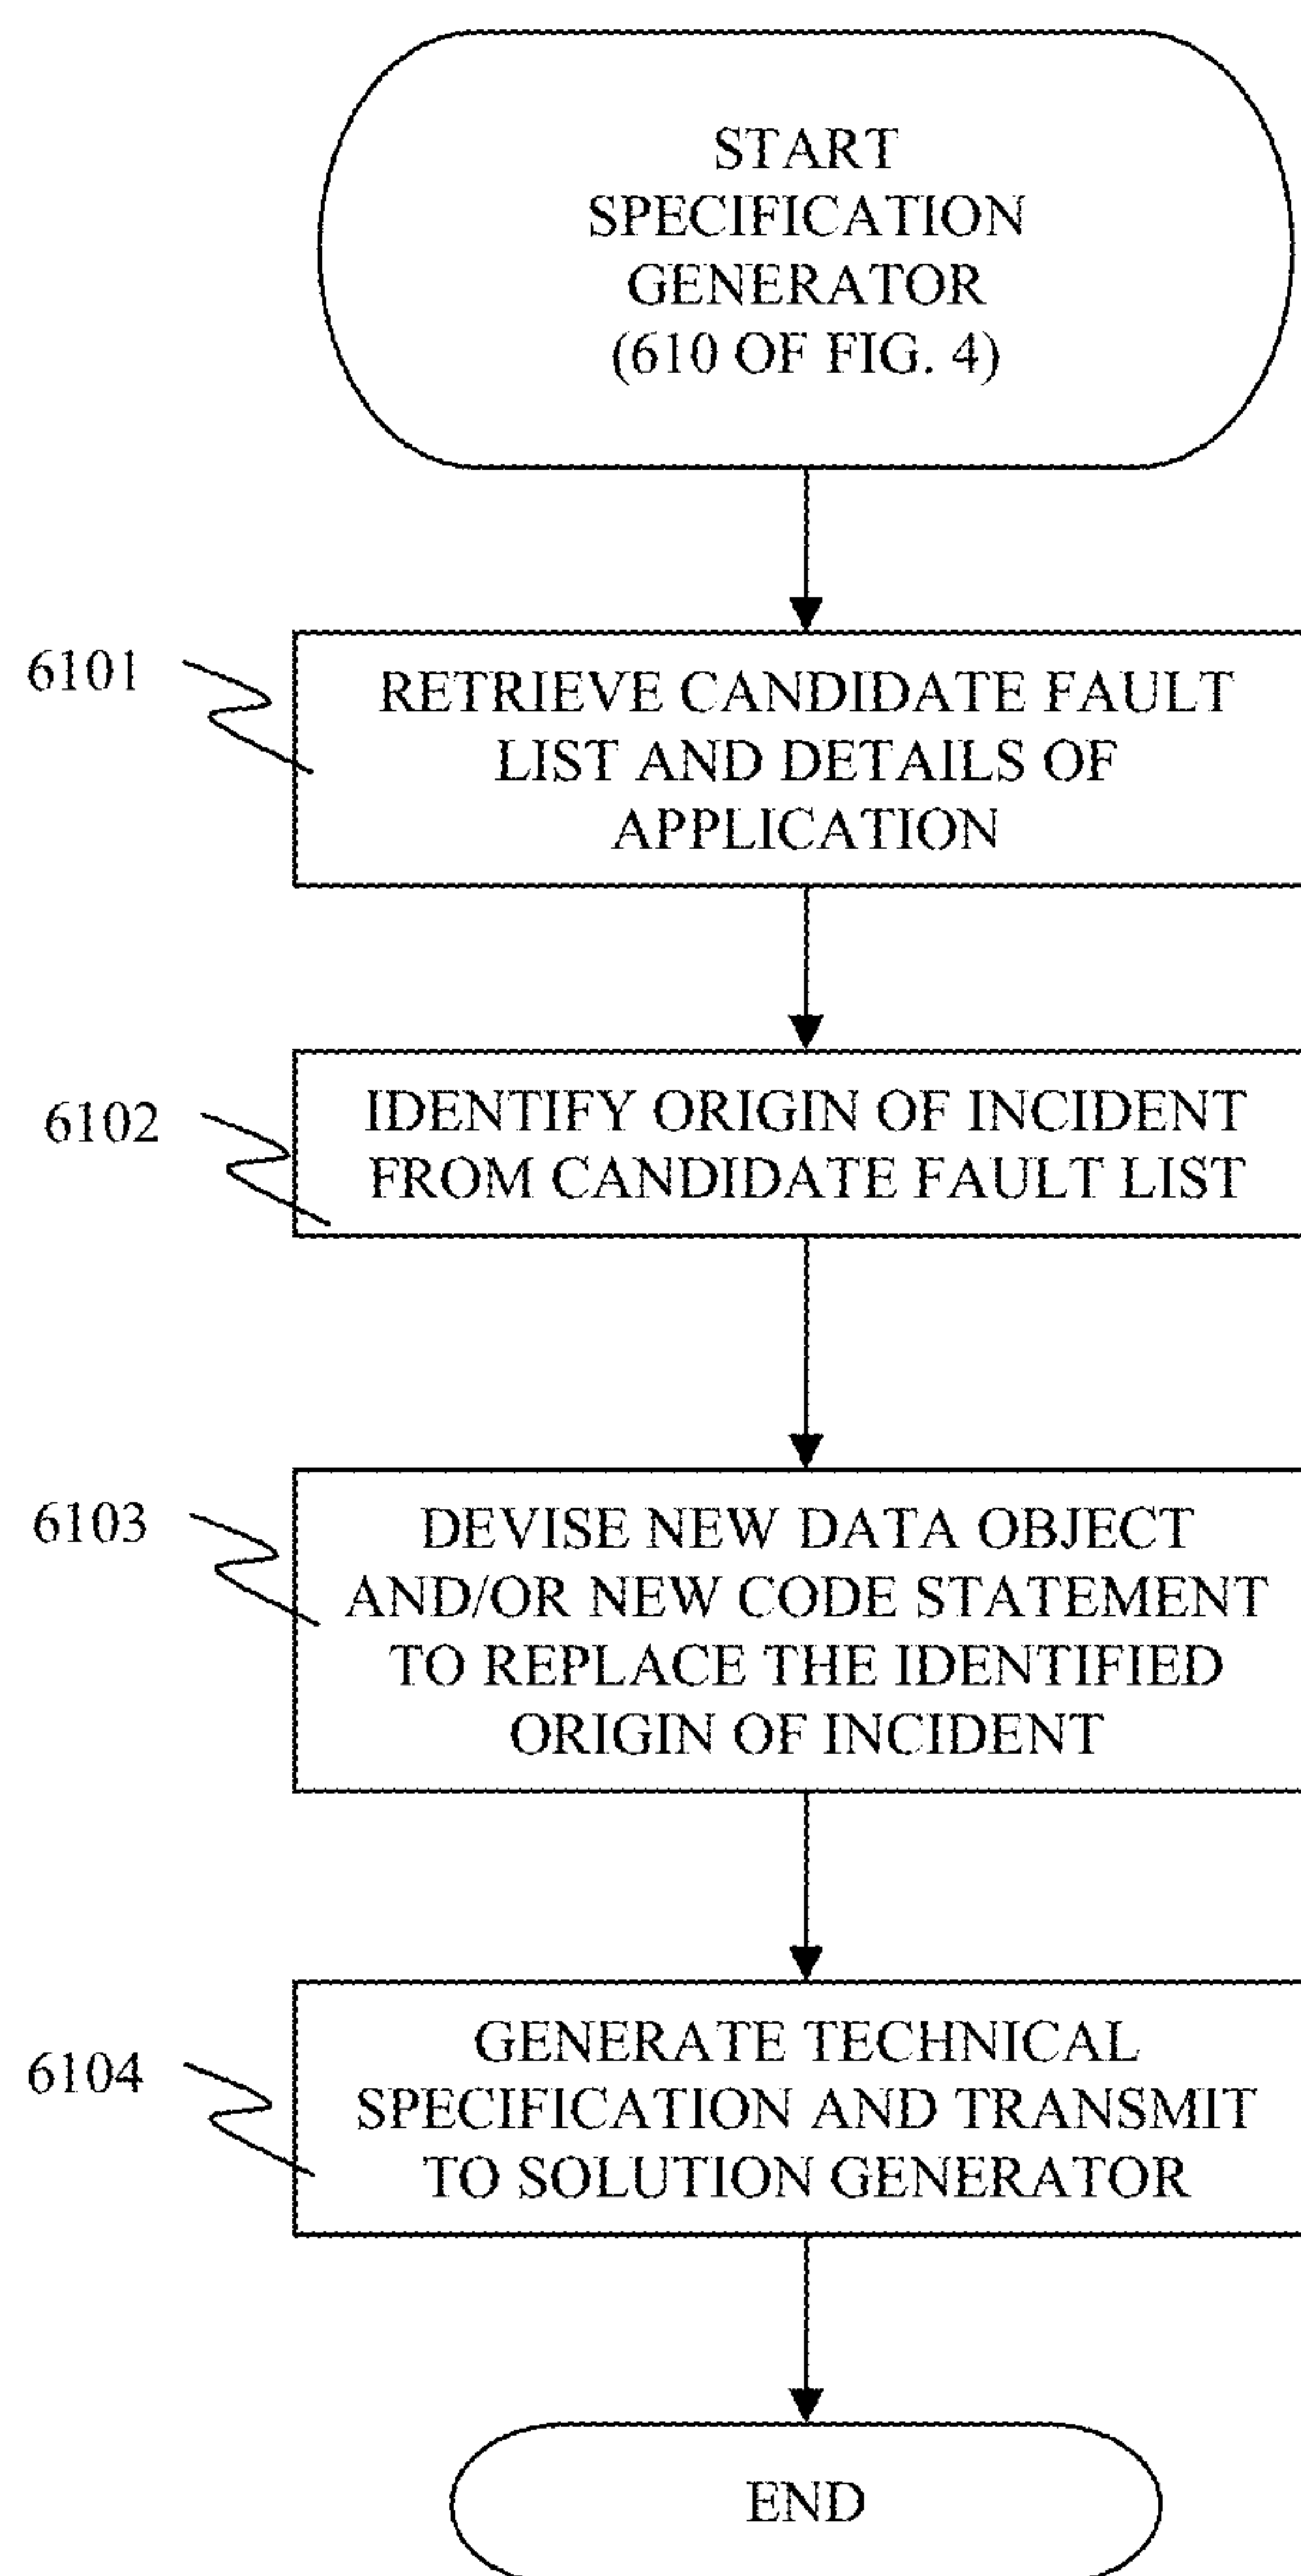 START
SPECIFICATION
GENERATOR
(610 OF FIG. 4)
6101
RETRIEVE CANDIDATE FAULT
LIST AND DETAILS OF
APPLICATION
6102
IDENTIFY ORIGIN OF INCIDENT
FROM CANDIDATE FAULT LIST
6103
DEVISE NEW DATA OBJECT
AND/OR NEW CODE STATEMENT
TO REPLACE THE IDENTIFIED
ORIGIN OF INCIDENT
6104
GENERATE TECHNICAL
SPECIFICATION AND TRANSMIT
TO SOLUTION GENERATOR
END